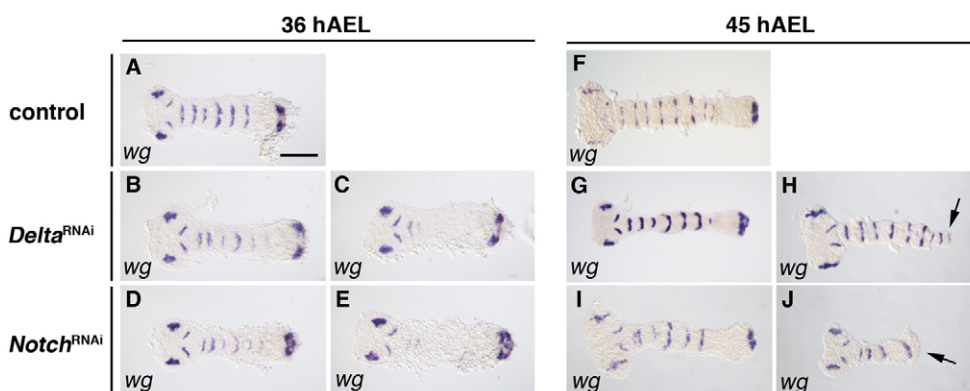 36 hAEL 45 hAEL
control
A
wg
F
wg
Delta RNAi
B
wg
C
wg
G
wg
H
wg
Notch RNAi
D
wg
E
wg
I
wg
J
wg